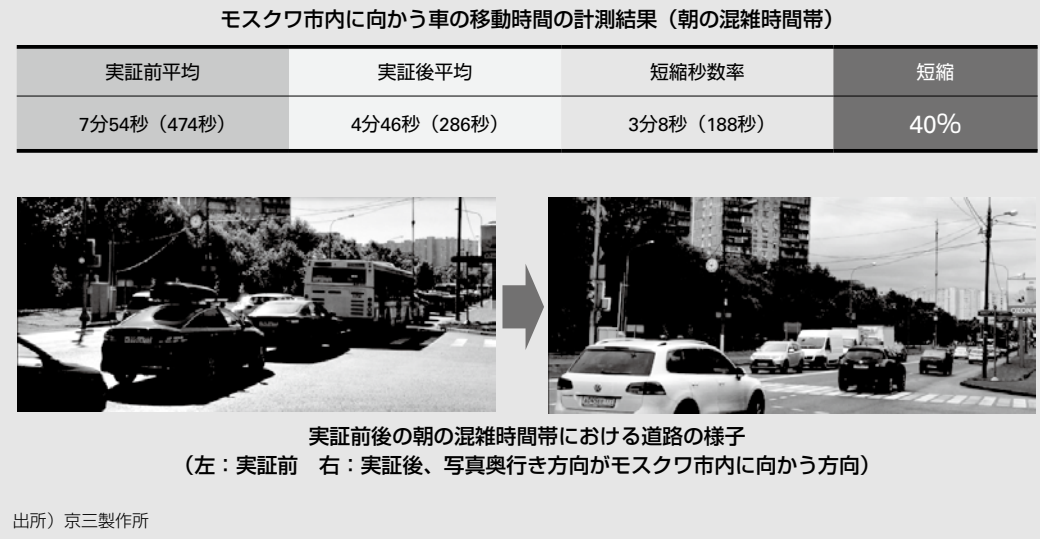 モスクワ市内に向かう車の移動時間の計測結果（朝の混雑時間帯）
実証前平均 実証後平均 短縮秒数率 短縮
7分54秒（474秒） 4分46秒（286秒） 3分8秒（188秒） 40%
実証前後の朝の混雑時間帯における道路の様子
（左：実証前　右：実証後、写真奥行き方向がモスクワ市内に向かう方向）
出所）京三製作所